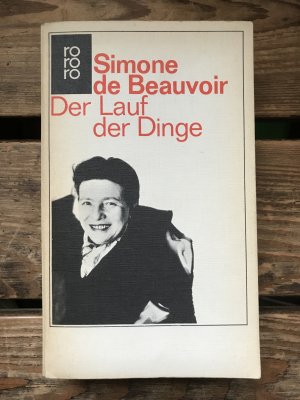 ro
ro
ro
Simone
de Beauvoir
Der Lauf
der Dinge